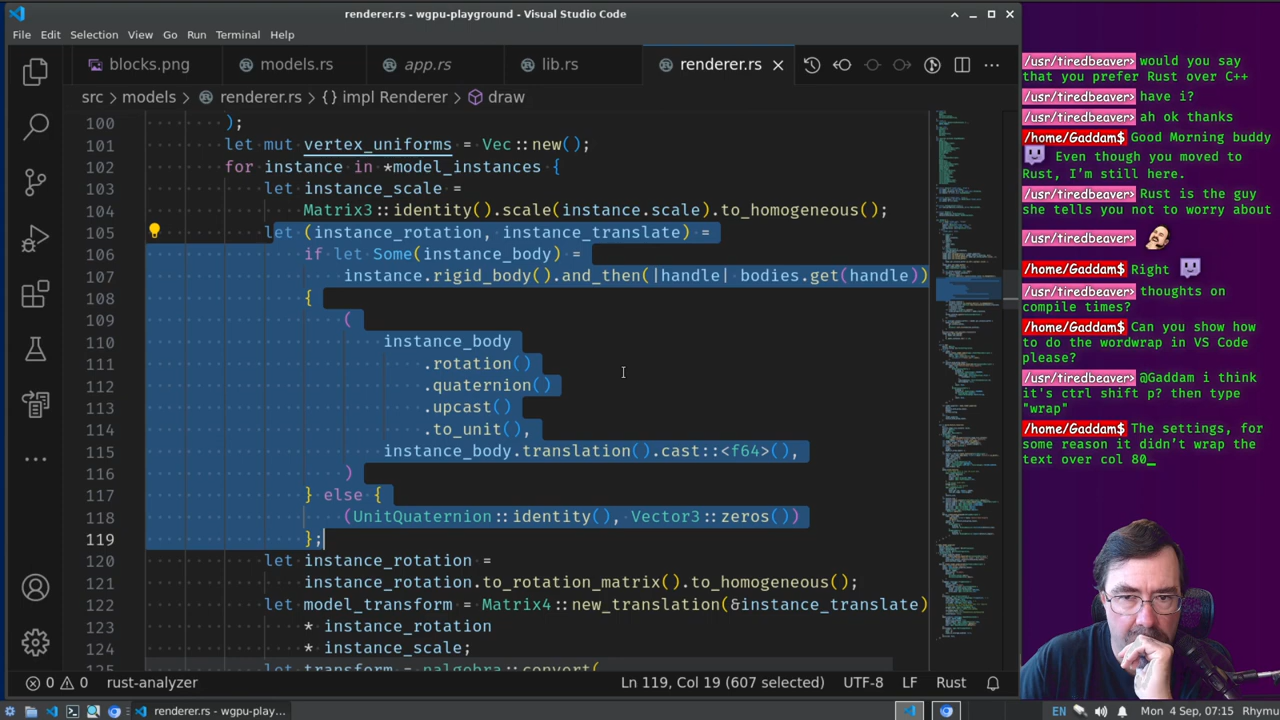 renderer.rs - wgpu-playground - Visual Studio Code
File Edit Selection View Go Run Terminal Help
blocks.png models.rs app.rs lib.rs renderer.rs
src > models > renderer.rs > {} impl Renderer > draw
100 );
101 let mut vertex_uniforms = Vec::new();
102 for instance in *model_instances {
103 let instance_scale =
104 Matrix3::identity().scale(instance.scale).to_homogeneous();
let (instance_rotation, instance_translate) =
if let Some(instance_body) =
instance.rigid_body.and_then(|handle| bodies.get(handle))
108 {
109 (
110 instance_body
111 .rotation()
112 .quaternion()
113 .upcast()
114 .to_unit(),
115 instance_body.translation().cast::<f64>(),
116 )
117 } else {
118 (UnitQuaternion::identity(), Vector3::zeros())
119 };
120 instance_rotation =
121 instance_rotation.to_rotation_matrix().to_homogeneous();
122 let model_transform = Matrix4::new_translation(&instance_translate)
123 * instance_rotation
124 * instance_scale;
125 let transform = nalgebra::convert(
0 0 rust-analyzer Ln 119, Col 19 (607 selected) UTF-8 LF Rust
renderer.rs - wgpu-play... EN Mon 4 Sep, 07:15 Rhymu
/usr/tiredbeaver> would you say
that you prefer Rust over C++
/usr/tiredbeaver> have i?
/usr/tiredbeaver> ah ok thanks
/home/Gaddam$ Good Morning buddy
Even though you moved to
Rust, I’m still here.
/usr/tiredbeaver> Rust is the guy
she tells you not to worry about
/usr/tiredbeaver>
/home/Gaddam$ Right
/usr/tiredbeaver> thoughts on
compile times?
/home/Gaddam$ Can you show how
to do the wordwrap in VS Code
please?
/usr/tiredbeaver> @Gaddam i think
it's ctrl shift p? then type
"wrap"
/home/Gaddam$ The settings, for
some reason it didn’t wrap the
text over col 80_